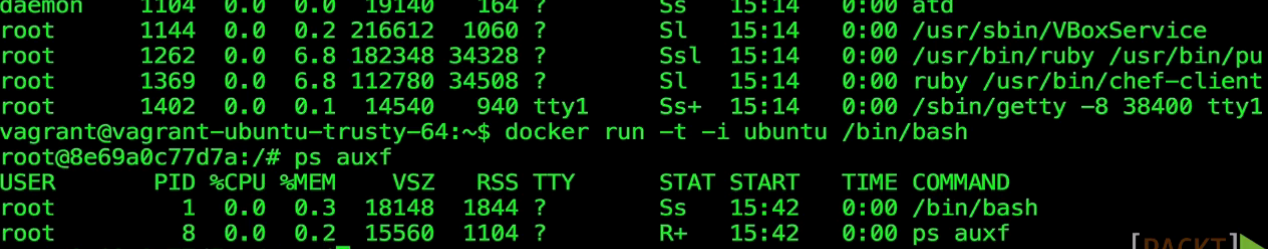 daemon 1104 0.0 0.0 19140 164 ? Ss 15:14 0:00 atd
root 1144 0.0 0.2 216612 1060 ? Sl 15:14 0:00 /usr/sbin/VBoxService
root 1262 0.0 6.8 182348 34328 ? Ssl 15:14 0:00 /usr/bin/ruby /usr/bin/pu
root 1369 0.0 6.8 112780 34508 ? Sl 15:14 0:00 ruby /usr/bin/chef-client
root 1402 0.0 0.1 14540 940 tty1 Ss+ 15:14 0:00 /sbin/getty -8 38400 tty1
vagrant@vagrant-ubuntu-trusty-64:~$ docker run -t -i ubuntu /bin/bash
root@8e69a0c77d7a:/# ps auxf
USER PID %CPU %MEM VSZ RSS TTY STAT START TIME COMMAND
root 1 0.0 0.3 18148 1844 ? Ss 15:42 0:00 /bin/bash
root 8 0.0 0.2 15560 1104 ? R+ 15:42 0:00 ps auxf
[PACKT]